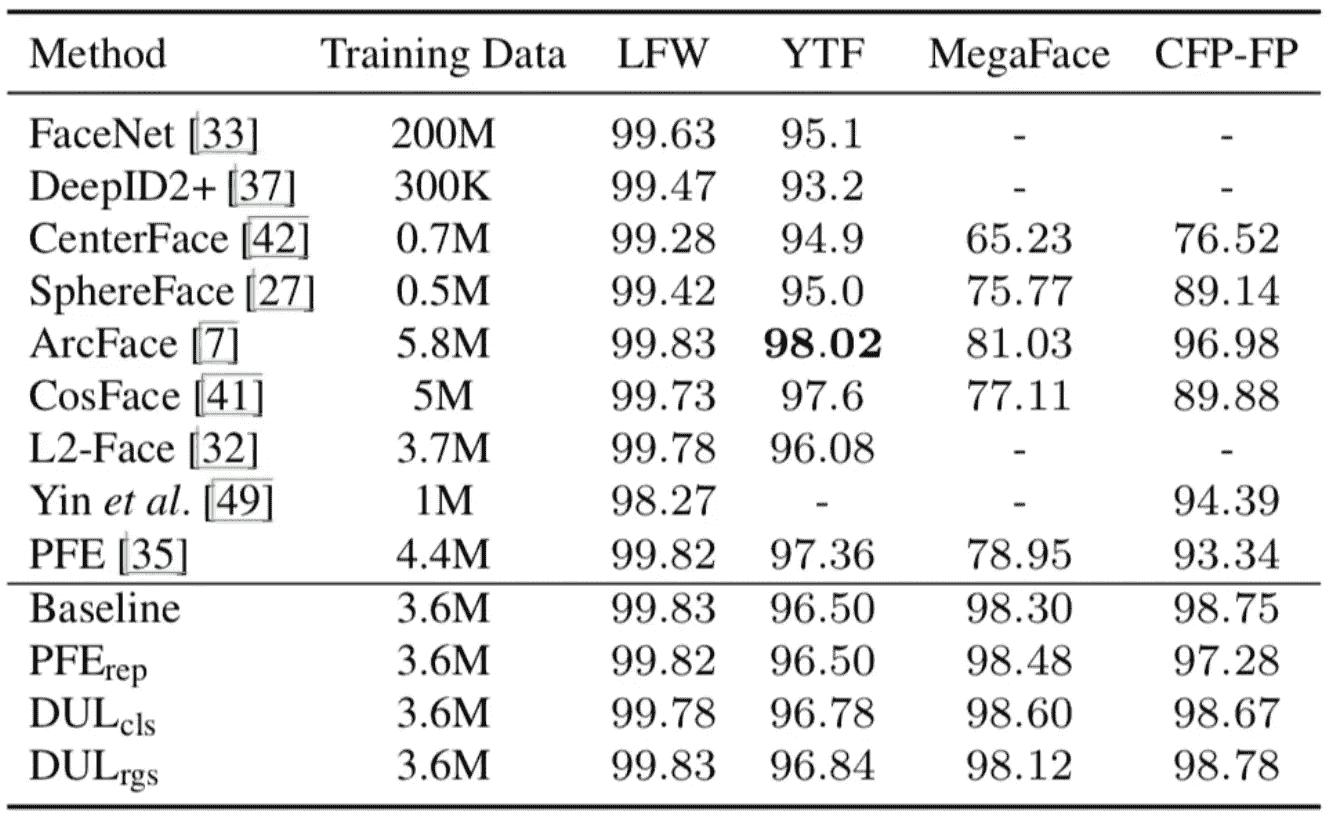 Method Training Data LFW YTF MegaFace CFP-FP
FaceNet [33] 200M 99.63 95.1 - -
DeepID2+ [37] 300K 99.47 93.2 - -
CenterFace [42] 0.7M 99.28 94.9 65.23 76.52
SphereFace [27] 0.5M 99.42 95.0 75.77 89.14
ArcFace [7] 5.8M 99.83 98.02 81.03 96.98
CosFace [41] 5M 99.73 97.6 77.11 89.88
L2-Face [32] 3.7M 99.78 96.08 - -
Yin et al. [49] 1M 98.27 - - 94.39
PFE [35] 4.4M 99.82 97.36 78.95 93.34
Baseline 3.6M 99.83 96.50 98.30 98.75
PFErep 3.6M 99.82 96.50 98.48 97.28
DULcls 3.6M 99.78 96.78 98.60 98.67
DULrgs 3.6M 99.83 96.84 98.12 98.78